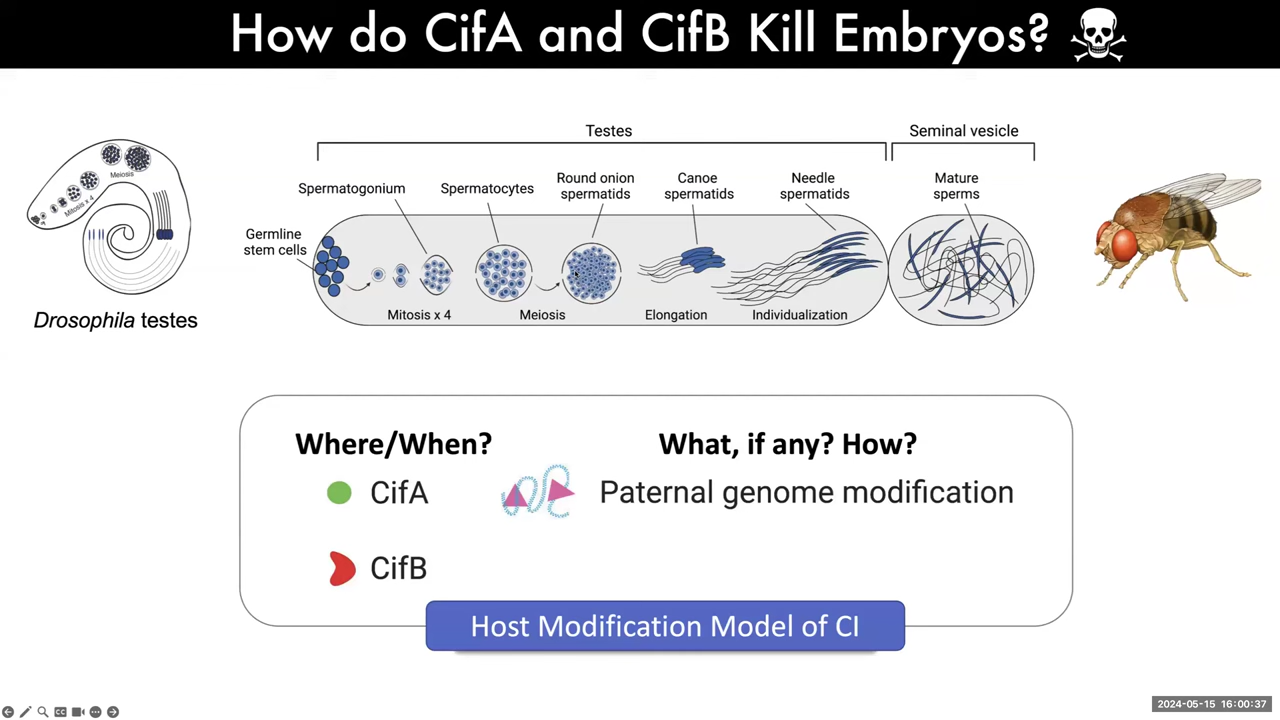 How do CifA and CifB Kill Embryos?
Meiosis
Mitosis x 4
Drosophila testes
Testes
Seminal vesicle
Spermatogonium
Spermatocytes
Round onion
spermatids
Canoe
spermatids
Needle
spermatids
Mature
sperms
Germline
stem cells
Mitosis x 4
Meiosis
Elongation
Individualization
Where/When?
What, if any? How?
CifA
Paternal genome modification
CifB
Host Modification Model of CI
CC
2024-05-15 16:00:37